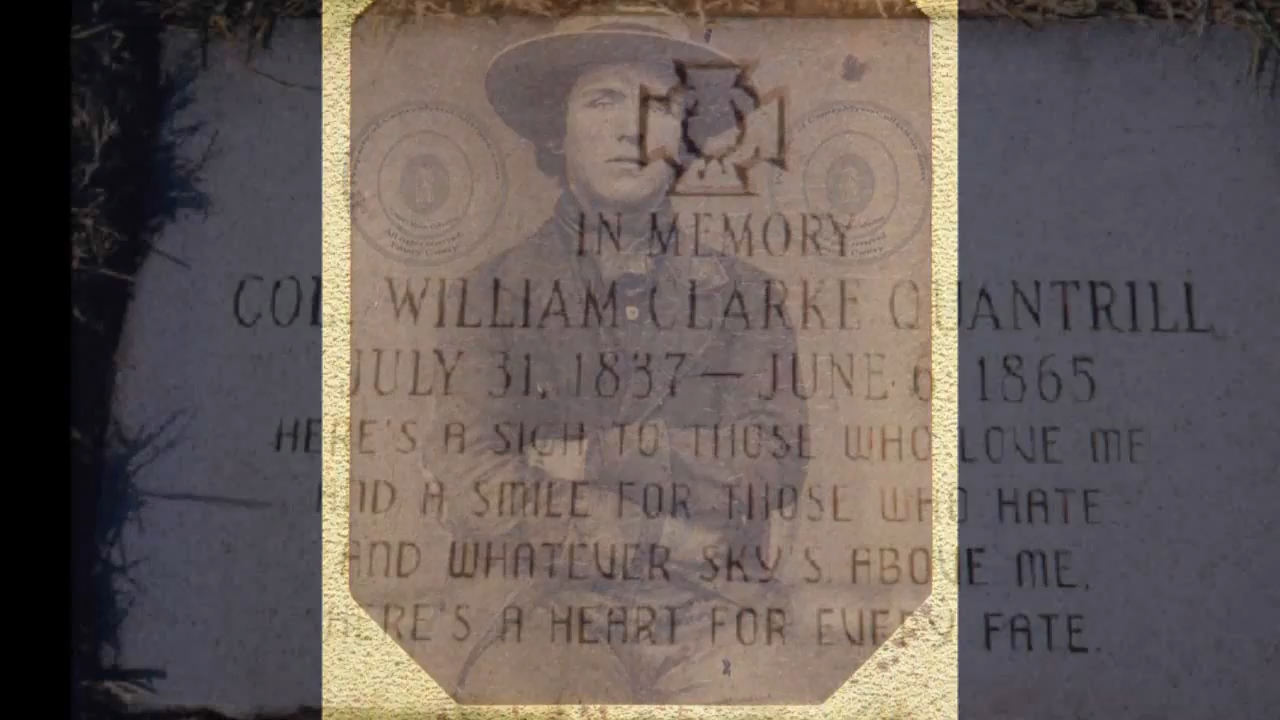 IN MEMORY
COL. WILLIAM CLARKE QUANTRILL
JULY 31, 1837 — JUNE 6, 1865
HERE'S A SIGH TO THOSE WHO LOVE ME
AND A SMILE FOR THOSE WHO HATE
AND WHATEVER SKY'S ABOVE ME,
HERE'S A HEART FOR EVERY FATE.